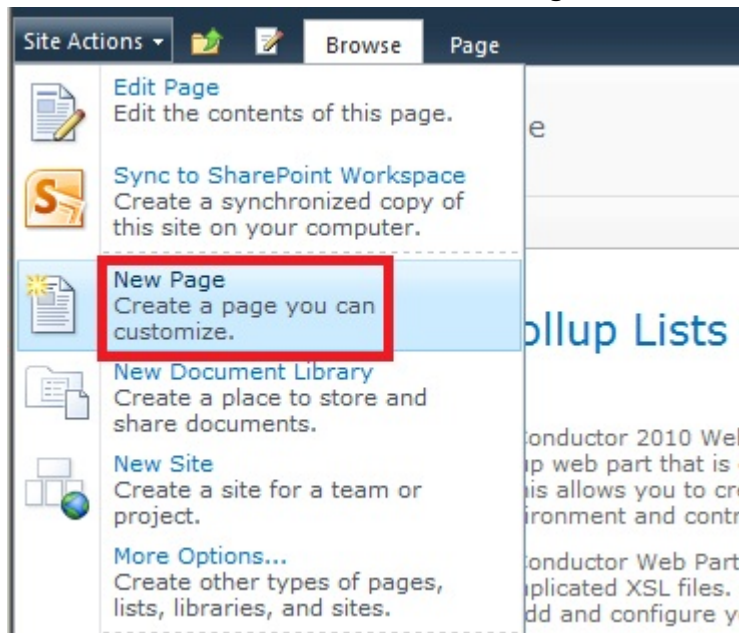 Site Actions Browse Page
Edit Page
Edit the contents of this page.
e
Sync to SharePoint Workspace
Create a synchronized copy of
this site on your computer.
New Page
Create a page you can
customize.
ollup Lists
New Document Library
Create a place to store and
share documents.
onductor 2010 We
up web part that is
is allows you to cr
ironment and contr
New Site
Create a site for a team or
project.
More Options...
Create other types of pages,
lists, libraries, and sites.
onductor Web Part
plicated XSL files.
dd and configure y